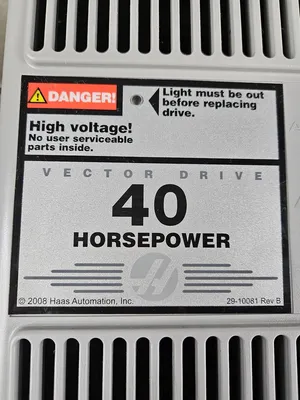 DANGER!
Light must be out
before replacing
drive.
High voltage!
No user serviceable
parts inside.
VECTOR DRIVE
40
HORSEPOWER
© 2008 Haas Automation, Inc.
29-10081 Rev B